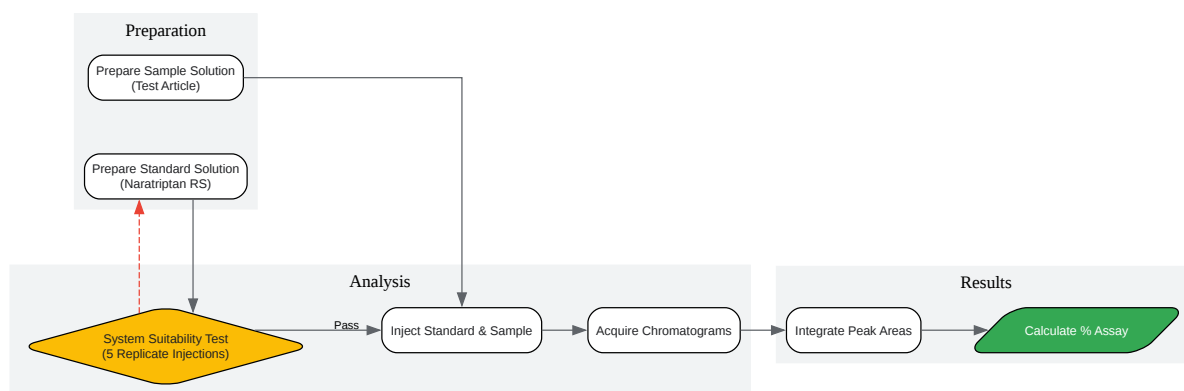 Preparation
Prepare Sample Solution
(Test Article)
Prepare Standard Solution
(Naratriptan RS)
Analysis
System Suitability Test
(5 Replicate Injections)
Pass
Inject Standard & Sample
Acquire Chromatograms
Results
Integrate Peak Areas
Calculate % Assay